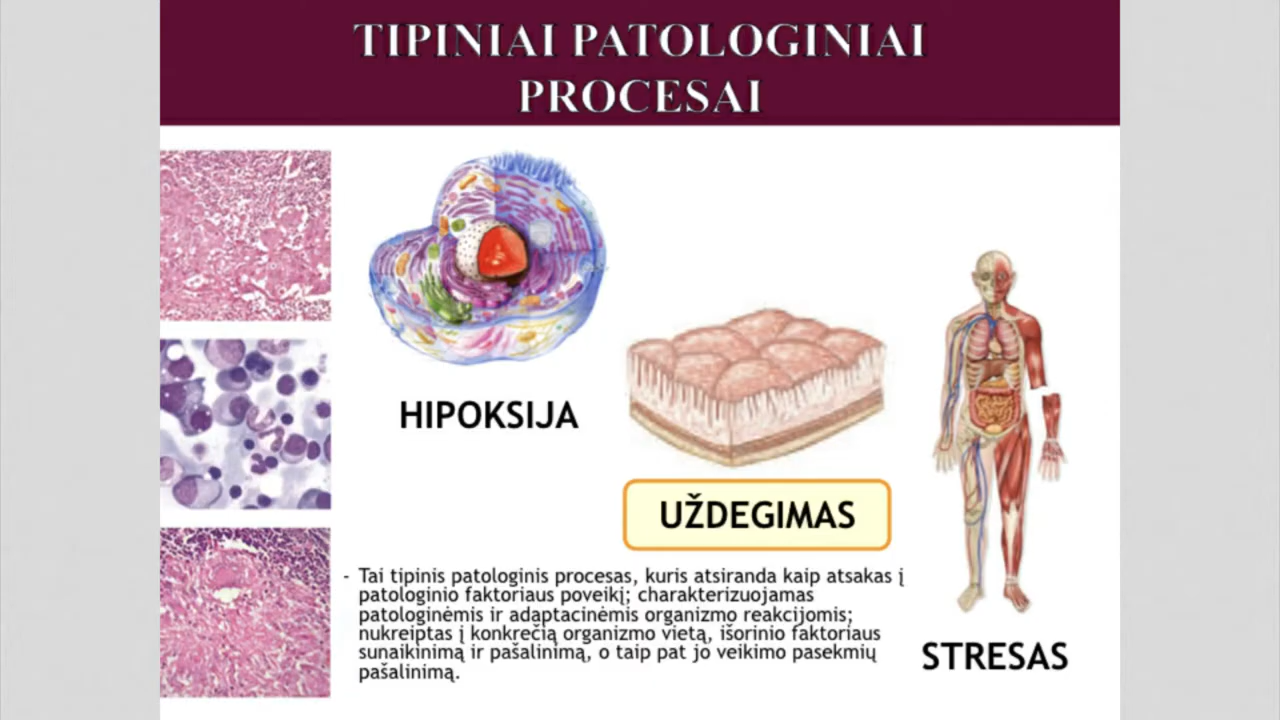 TIPINIAI PATOLOGINIAI
PROCESAI
HIPOKSIJA
UŽDEGIMAS
- Tai tipinis patologinis procesas, kuris atsiranda kaip atsakas į
patologinio faktoriaus poveikį; charakterizuojamas
patologinėmis ir adaptacinėmis organizmo reakcijomis;
nukreiptas į konkrečią organizmo vietą, išorinio faktoriaus
sunaikinimą ir pašalinimą, o taip pat jo veikimo pasekmių
pašalinimą.
STRESAS